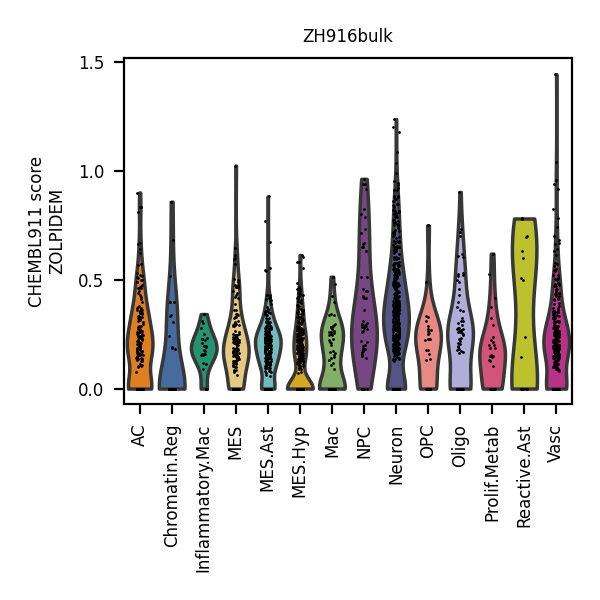 ZH916bulk
CHEMBL911 score
ZOLPIDEM
1.5
1.0
0.5
0.0
AC
Chromatin.Reg
Inflammatory.Mac
MES
MES.Ast
MES.Hyp
Mac
NPC
Neuron
OPC
Oligo
Prolif.Metab
Reactive.Ast
Vasc